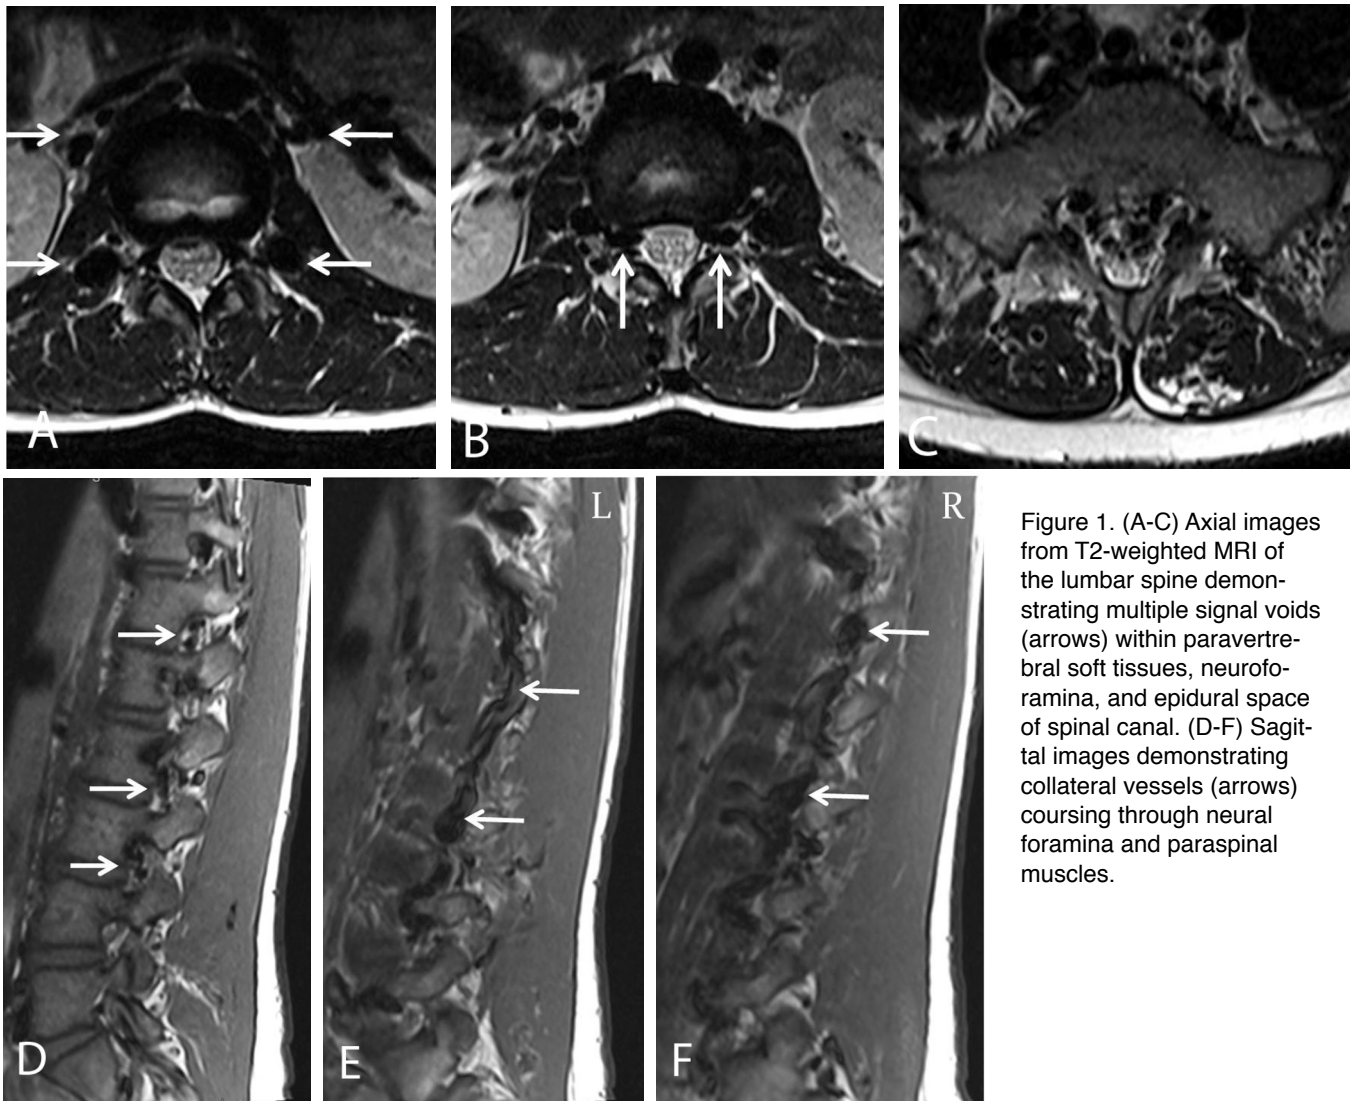 A
B
C
L
R
D
E
F
Figure 1. (A-C) Axial images
from T2-weighted MRI of
the lumbar spine demon-
strating multiple signal voids
(arrows) within paravertre-
bral soft tissues, neurofo-
ramina, and epidural space
of spinal canal. (D-F) Sagit-
tal images demonstrating
collateral vessels (arrows)
coursing through neural
foramina and paraspinal
muscles.